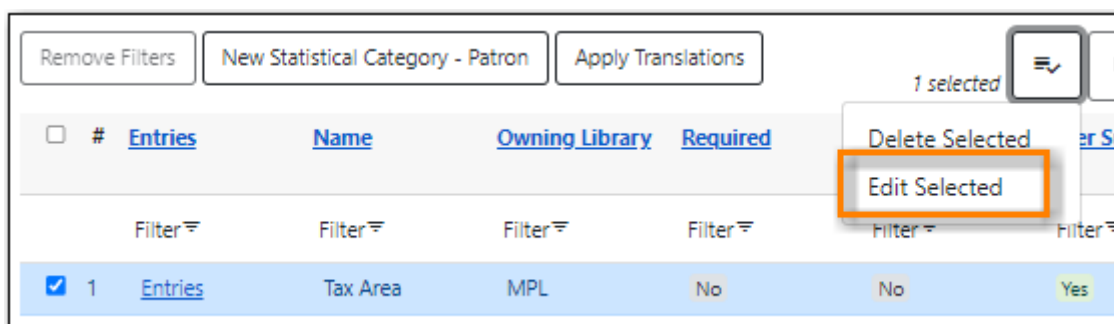 Remove Filters New Statistical Category - Patron Apply Translations 1 selected
# Entries Name Owning Library Required
Delete Selected
Edit Selected
Filter Filter Filter Filter Filter Filter
1 Entries Tax Area MPL No No Yes